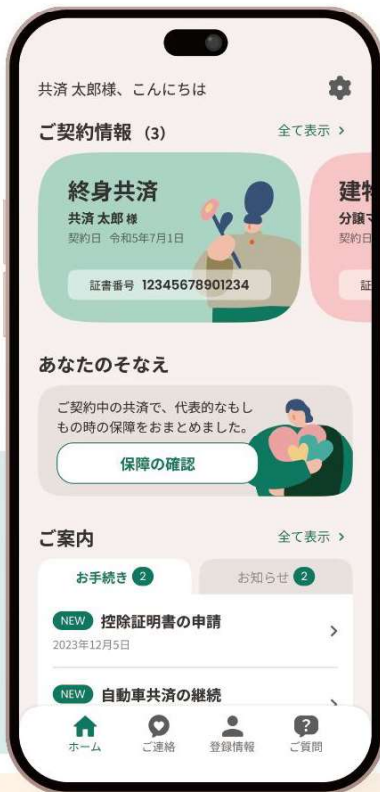 共済 太郎様、こんにちは
ご契約情報（3）
全て表示
終身共済
共済 太郎 様
契約日 令和5年7月1日
証書番号 12345678901234
建物
分譲マ
契約日
証
あなたのそなえ
ご契約中の共済で、代表的なもし
もの時の保障をおまとめました。
保障の確認
ご案内
全て表示
お手続き 2
お知らせ 2
NEW 控除証明書の申請
2023年12月5日
NEW 自動車共済の継続
ホーム
ご連絡
登録情報
ご質問